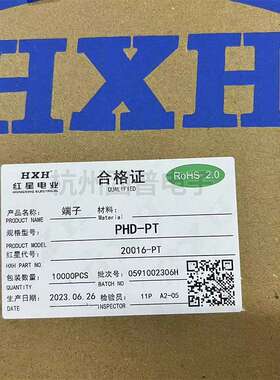 HXH
HXH 合格证 RoHS 2.0
红星电业 QUALIFIED
HONGXING ELECTRICAL
产品名称: 端子 材料:
PRODUCT NAME Material
规格型号: PHD-PT
PRODUCT MODEL
红星代号: 20016-PT
HXH PART NO
包装数量: 10000PCS 批次号: 0591002306H
QUANTITY BATCH NO
生产日期: 2023.06.26 检验员: 11P A2-05
DATE INSPECTOR